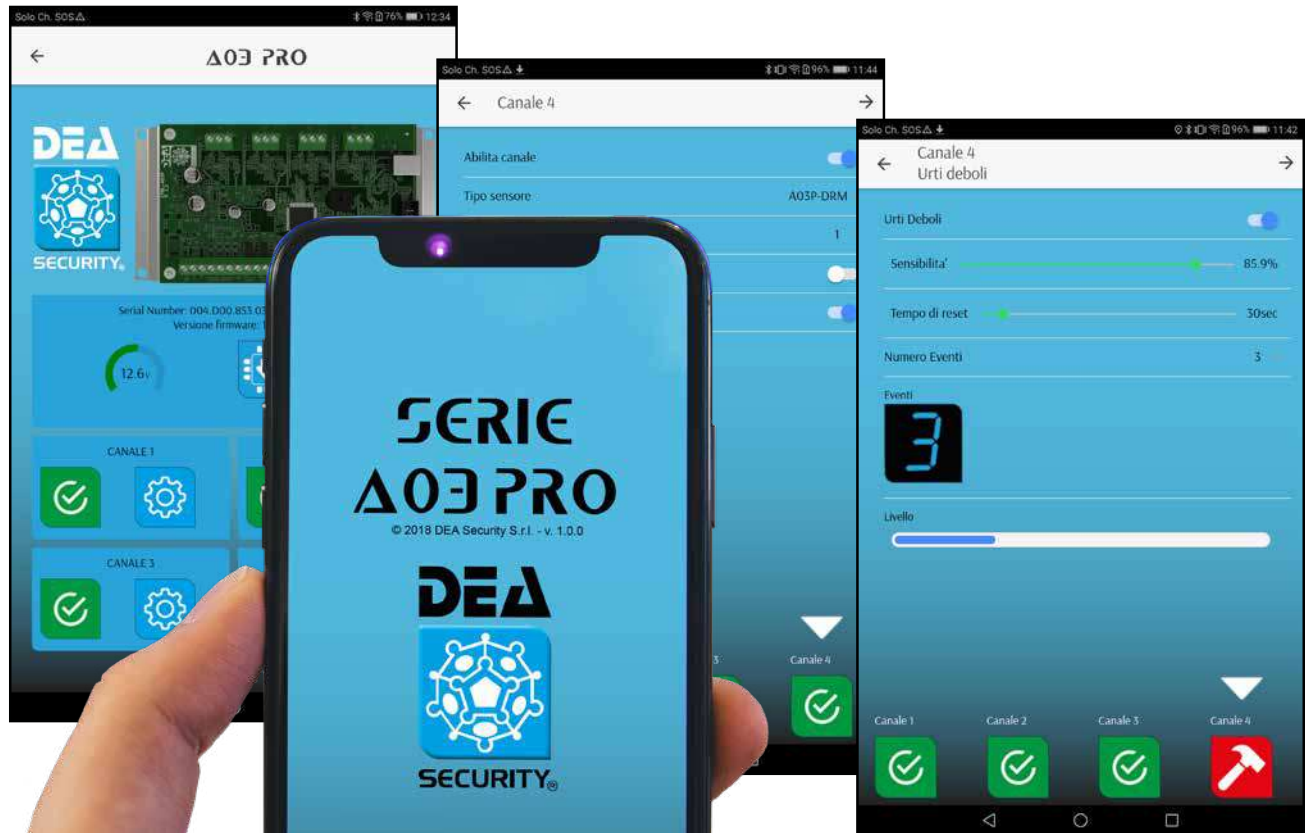 Solo Ch. SOS 76% 12:34
A03 PRO
DEA
SECURITY®
Serial Number: 004.D00.853.03
Versione firmware: 1
12.6v
CANALE 1
CANALE 3
Solo Ch. SOS 96% 11:44
Canale 4
Abilita canale
Tipo sensore A03P-DRM
1
3
Canale 4
SERIE
A03 PRO
© 2018 DEA Security S.r.l. - v. 1.0.0
DEA
SECURITY®
Solo Ch. SOS 96% 11:42
Canale 4
Urti deboli
Urti Deboli
Sensibilita' 85.9%
Tempo di reset 30sec
Numero Eventi 3
Eventi
3
Livello
Canale 1 Canale 2 Canale 3 Canale 4